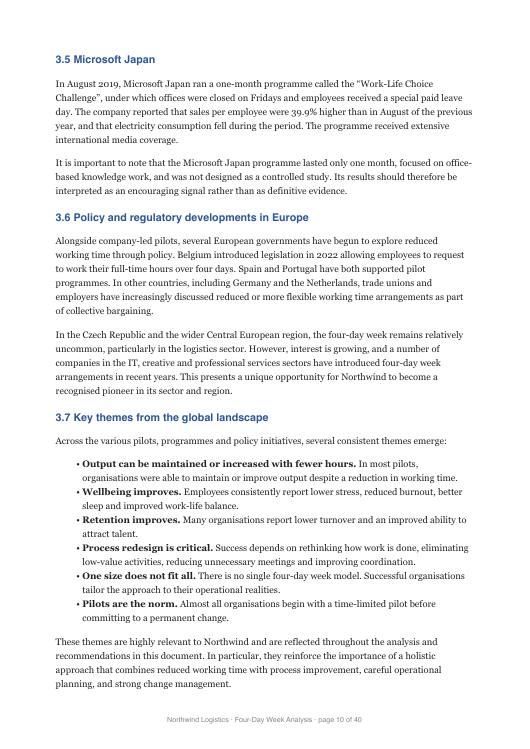 3.5 Microsoft Japan
In August 2019, Microsoft Japan ran a one-month programme called the “Work-Life Choice
Challenge”, under which offices were closed on Fridays and employees received a special paid leave
day. The company reported that sales per employee were 39.9% higher than in August of the previous
year, and that electricity consumption fell during the period. The programme received extensive
international media coverage.
It is important to note that the Microsoft Japan programme lasted only one month, focused on office-
based knowledge work, and was not designed as a controlled study. Its results should therefore be
interpreted as an encouraging signal rather than as definitive evidence.
3.6 Policy and regulatory developments in Europe
Alongside company-led pilots, several European governments have begun to explore reduced
working time through policy. Belgium introduced legislation in 2022 allowing employees to request
to work their full-time hours over four days. Spain and Portugal have both supported pilot
programmes. In other countries, including Germany and the Netherlands, trade unions and
employers have increasingly discussed reduced or more flexible working time arrangements as part
of collective bargaining.
In the Czech Republic and the wider Central European region, the four-day week remains relatively
uncommon, particularly in the logistics sector. However, interest is growing, and a number of
companies in the IT, creative and professional services sectors have introduced four-day week
arrangements in recent years. This presents a unique opportunity for Northwind to become a
recognised pioneer in its sector and region.
3.7 Key themes from the global landscape
Across the various pilots, programmes and policy initiatives, several consistent themes emerge:
• Output can be maintained or increased with fewer hours. In most pilots,
organisations were able to maintain or improve output despite a reduction in working time.
• Wellbeing improves. Employees consistently report lower stress, reduced burnout, better
sleep and improved work-life balance.
• Retention improves. Many organisations report lower turnover and an improved ability to
attract talent.
• Process redesign is critical. Success depends on rethinking how work is done, eliminating
low-value activities, reducing unnecessary meetings and improving coordination.
• One size does not fit all. There is no single four-day week model. Successful organisations
tailor the approach to their operational realities.
• Pilots are the norm. Almost all organisations begin with a time-limited pilot before
committing to a permanent change.
These themes are highly relevant to Northwind and are reflected throughout the analysis and
recommendations in this document. In particular, they reinforce the importance of a holistic
approach that combines reduced working time with process improvement, careful operational
planning, and strong change management.
Northwind Logistics · Four-Day Week Analysis · page 10 of 40